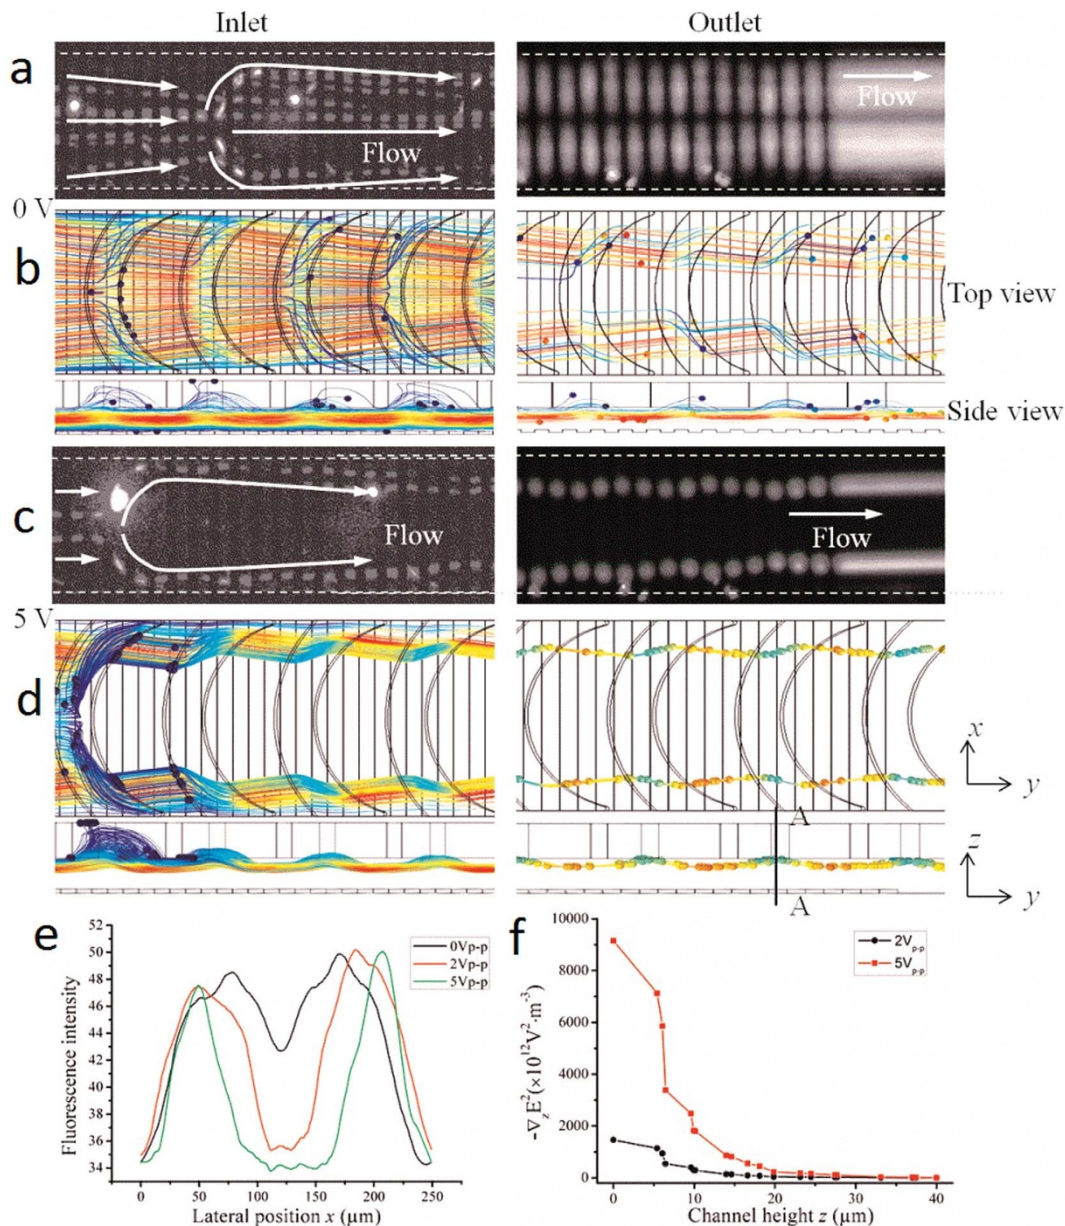 Inlet
Outlet
a
Flow
Flow
0 V
b
Top view
Side view
c
Flow
Flow
5 V
d
x
y
A
z
y
A
e
f
52
50
48
46
44
42
40
38
36
34
Fluorescence intensity
0Vp-p
2Vp-p
5Vp-p
0
50
100
150
200
250
Lateral position x (µm)
10000
8000
6000
4000
2000
0
-∇zE²(×10¹²V²·m⁻³)
2Vp-p
5Vp-p
0
10
20
30
40
Channel height z (µm)